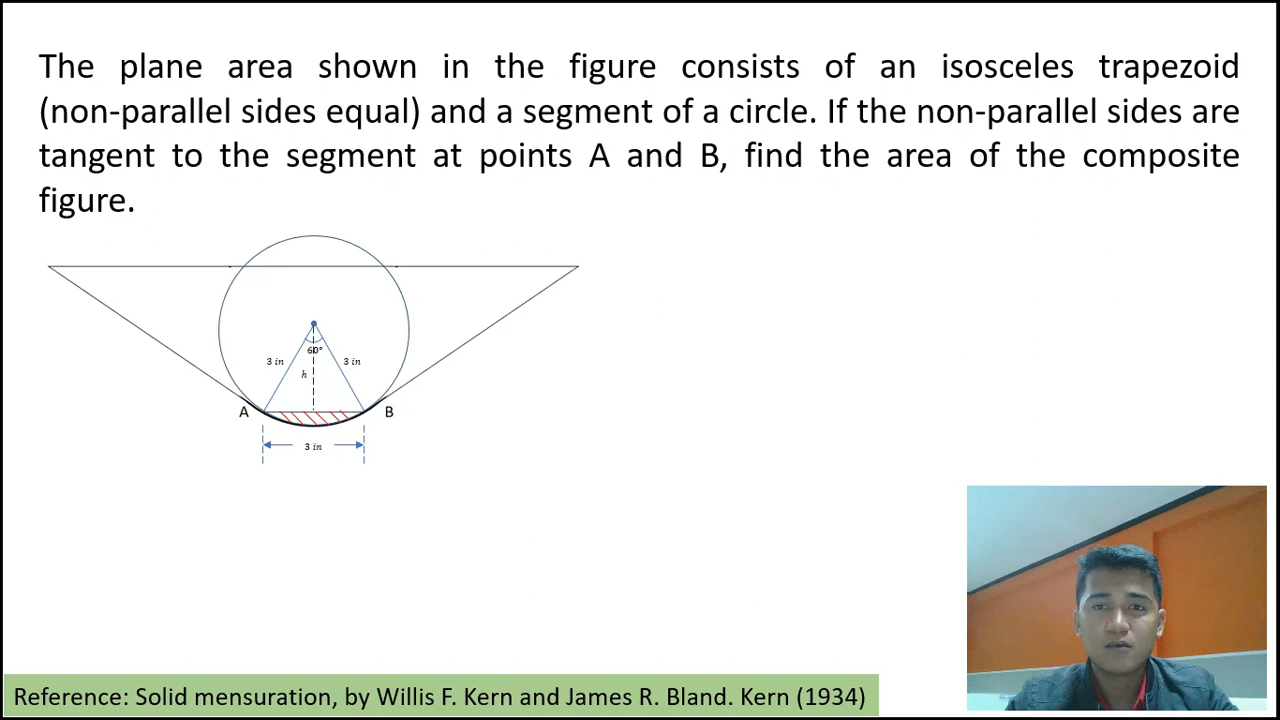 The plane area shown in the figure consists of an isosceles trapezoid
(non-parallel sides equal) and a segment of a circle. If the non-parallel sides are
tangent to the segment at points A and B, find the area of the composite
figure.
60°
3 in
3 in
h
A
B
3 in
Reference: Solid mensuration, by Willis F. Kern and James R. Bland. Kern (1934)